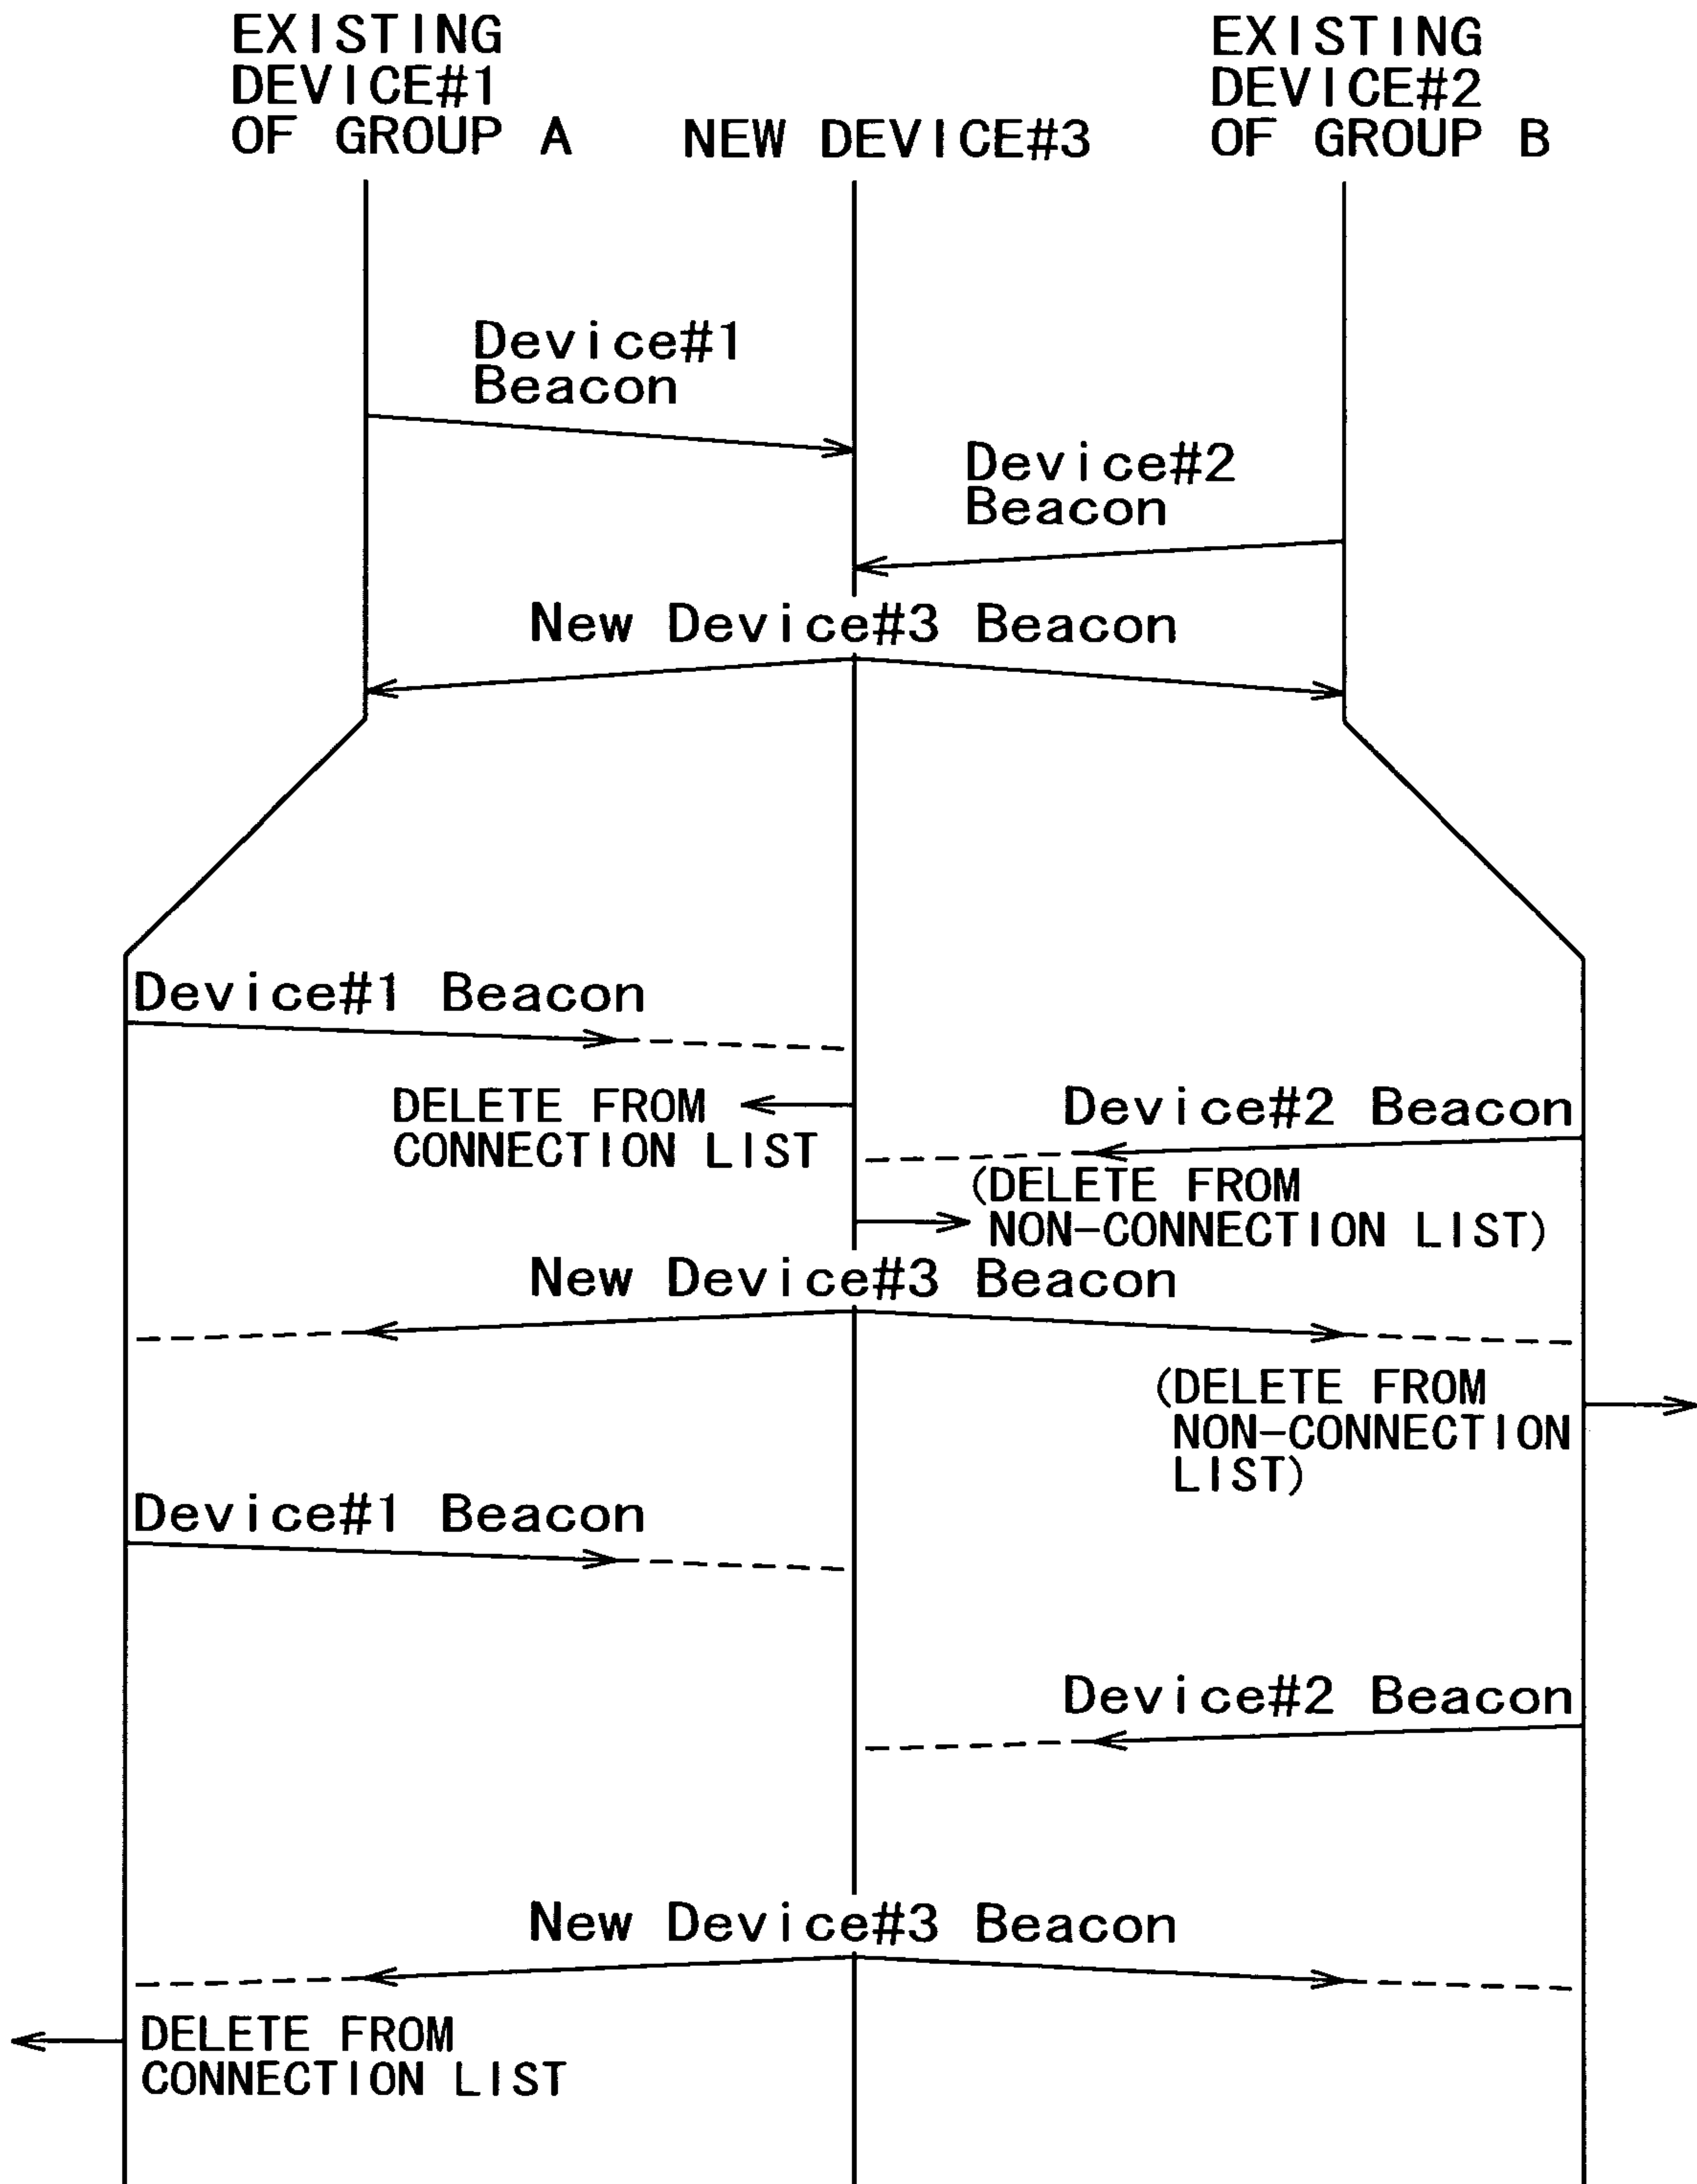 EXISTING
DEVICE#1
OF GROUP A
NEW DEVICE#3
EXISTING
DEVICE#2
OF GROUP B
Device#1
Beacon
Device#2
Beacon
New Device#3 Beacon
Device#1 Beacon
DELETE FROM
CONNECTION LIST
Device#2 Beacon
(DELETE FROM
NON-CONNECTION LIST)
New Device#3 Beacon
(DELETE FROM
NON-CONNECTION
LIST)
Device#1 Beacon
Device#2 Beacon
New Device#3 Beacon
DELETE FROM
CONNECTION LIST